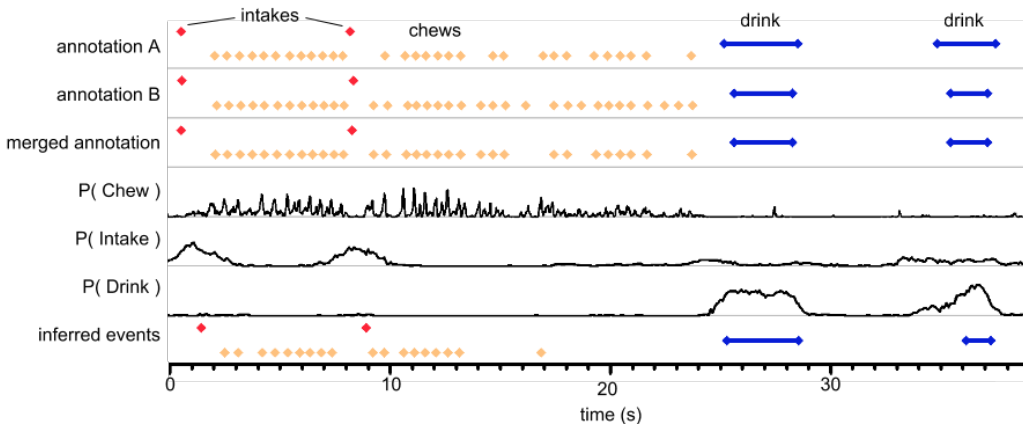 intakes
chews
drink
drink
annotation A
annotation B
merged annotation
P( Chew )
P( Intake )
P( Drink )
inferred events
0 10 20 30
time (s)